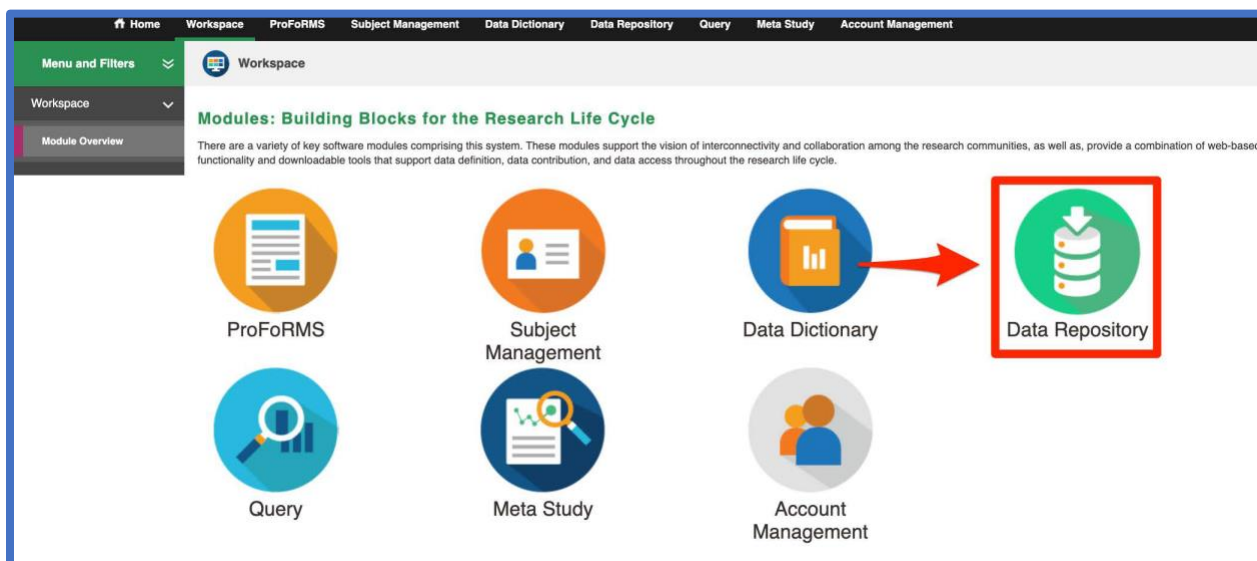 Home Workspace ProFoRMS Subject Management Data Dictionary Data Repository Query Meta Study Account Management
Menu and Filters
Workspace
Workspace
Module Overview
Modules: Building Blocks for the Research Life Cycle
There are a variety of key software modules comprising this system. These modules support the vision of interconnectivity and collaboration among the research communities, as well as, provide a combination of web-based
functionality and downloadable tools that support data definition, data contribution, and data access throughout the research life cycle.
ProFoRMS
Subject
Management
Data Dictionary
Data Repository
Query
Meta Study
Account
Management